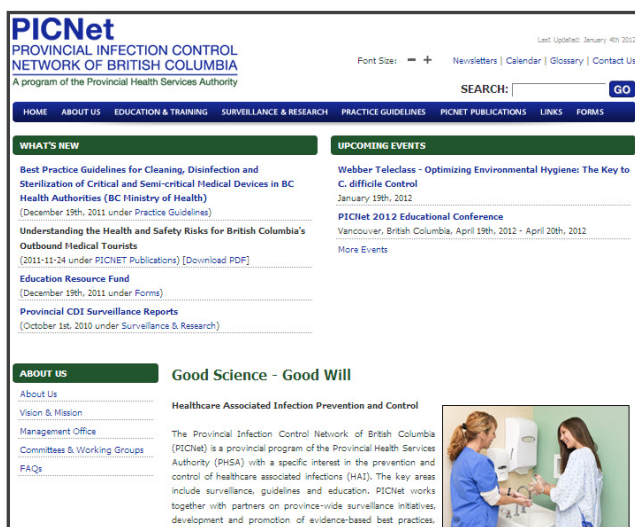 PICNet
PROVINCIAL INFECTION CONTROL
NETWORK OF BRITISH COLUMBIA
A program of the Provincial Health Services Authority
Last Updated: January 4th 2012
Font Size: − +
Newsletters | Calendar | Glossary | Contact Us
SEARCH: GO
HOME ABOUT US EDUCATION & TRAINING SURVEILLANCE & RESEARCH PRACTICE GUIDELINES PICNET PUBLICATIONS LINKS FORMS
WHAT'S NEW
Best Practice Guidelines for Cleaning, Disinfection and
Sterilization of Critical and Semi-critical Medical Devices in BC
Health Authorities (BC Ministry of Health)
(December 19th, 2011 under Practice Guidelines)
Understanding the Health and Safety Risks for British Columbia's
Outbound Medical Tourists
(2011-11-24 under PICNET Publications) [Download PDF]
Education Resource Fund
(December 19th, 2011 under Forms)
Provincial CDI Surveillance Reports
(October 1st, 2010 under Surveillance & Research)
UPCOMING EVENTS
Webber Teleclass - Optimizing Environmental Hygiene: The Key to
C. difficile Control
January 19th, 2012
PICNet 2012 Educational Conference
Vancouver, British Columbia, April 19th, 2012 - April 20th, 2012
More Events
ABOUT US
About Us
Vision & Mission
Management Office
Committees & Working Groups
FAQs
Good Science - Good Will
Healthcare Associated Infection Prevention and Control
The Provincial Infection Control Network of British Columbia
(PICNet) is a provincial program of the Provincial Health Services
Authority (PHSA) with a specific interest in the prevention and
control of healthcare associated infections (HAI). The key areas
include surveillance, guidelines and education. PICNet works
together with partners on province-wide surveillance initiatives,
development and promotion of evidence-based best practices,